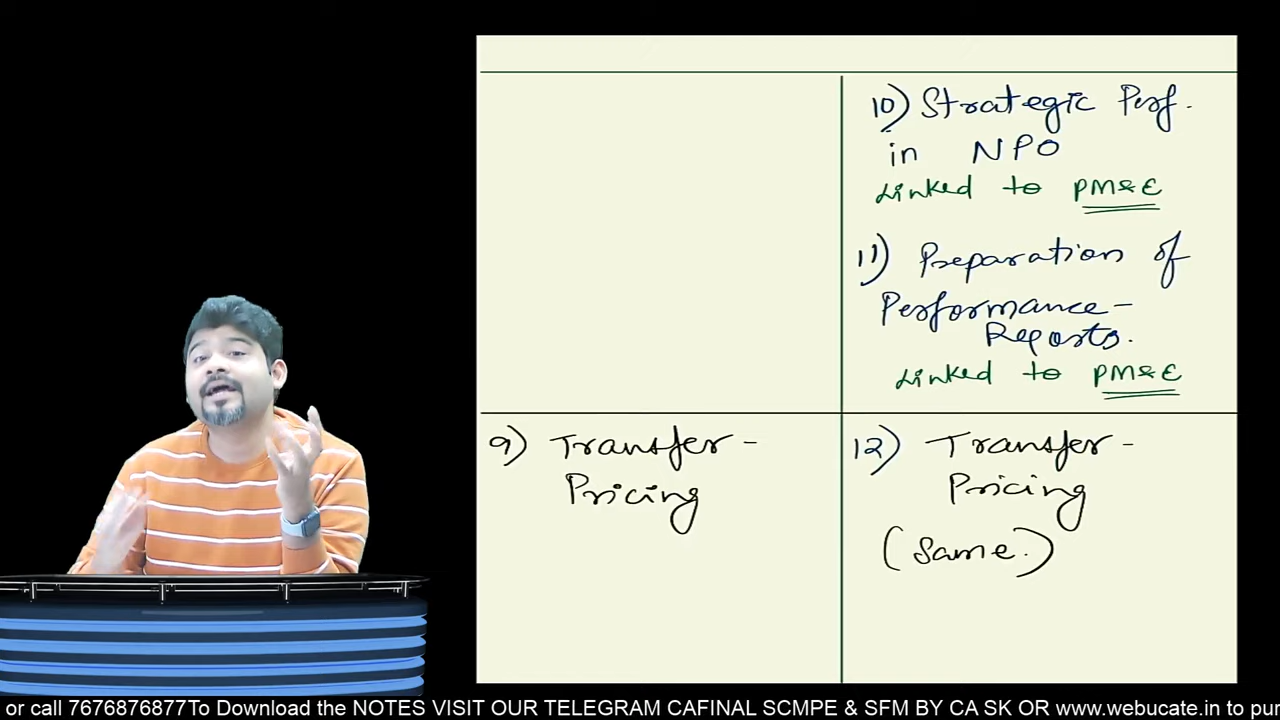 10) Strategic Perf.
in NPO
Linked to PM&E
11) Preparation of
Performance-
Reports.
Linked to PM&E
9) Transfer-
Pricing
12) Transfer-
Pricing
(Same.)
or call 7676876877To Download the NOTES VISIT OUR TELEGRAM CAFINAL SCMPE & SFM BY CA SK OR www.webucate.in to pur